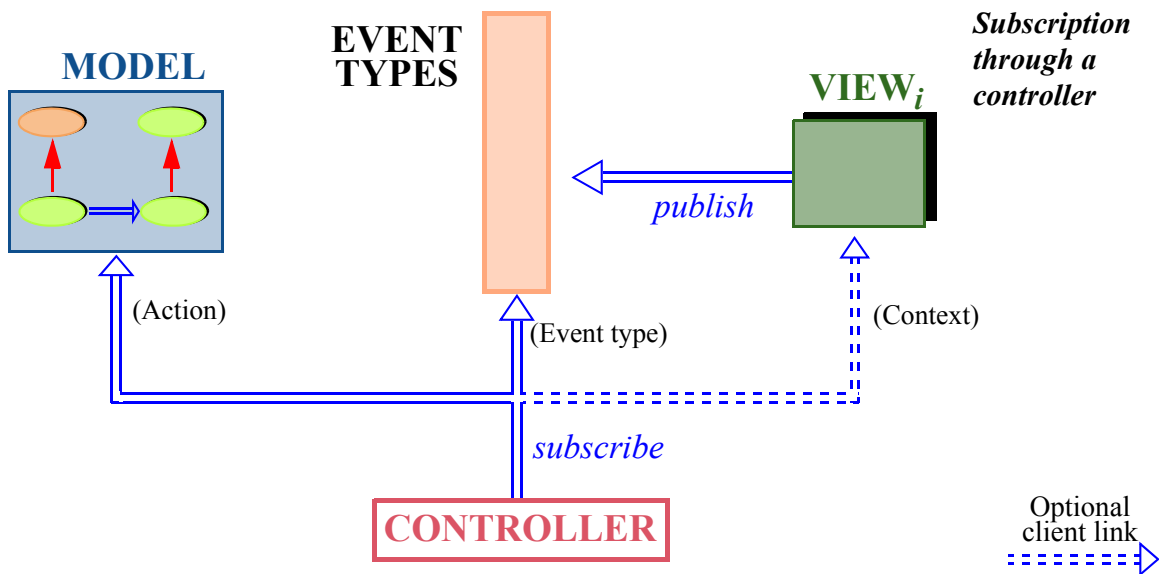 EVENT
TYPES
Subscription
through a
controller
MODEL
VIEWi
publish
(Action)
(Event type)
(Context)
subscribe
CONTROLLER
Optional
client link